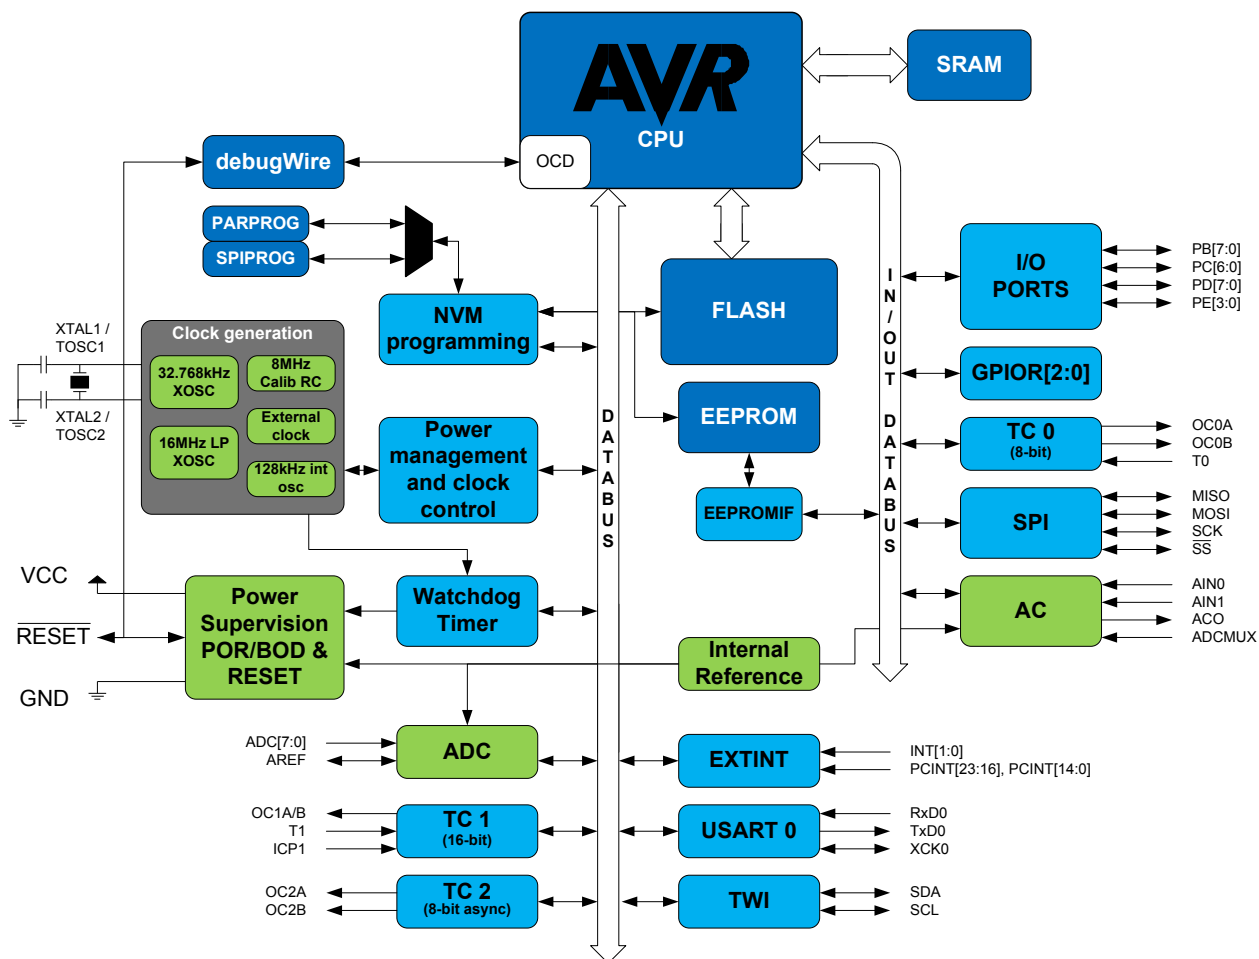 AVR
CPU
OCD
SRAM
debugWire
PARPROG
SPIPROG
NVM
programming
FLASH
I/O
PORTS
PB[7:0]
PC[6:0]
PD[7:0]
PE[3:0]
IN/OUT DATABUS
DATABUS
XTAL1 /
TOSC1
XTAL2 /
TOSC2
Clock generation
32.768kHz
XOSC
8MHz
Calib RC
External
clock
16MHz LP
XOSC
128kHz int
osc
Power
management
and clock
control
EEPROM
EEPROMIF
GPIOR[2:0]
TC 0
(8-bit)
OC0A
OC0B
T0
SPI
MISO
MOSI
SCK
SS
VCC
RESET
GND
Power
Supervision
POR/BOD &
RESET
Watchdog
Timer
Internal
Reference
AC
AIN0
AIN1
ACO
ADCMUX
ADC[7:0]
AREF
ADC
EXTINT
INT[1:0]
PCINT[23:16], PCINT[14:0]
OC1A/B
T1
ICP1
TC 1
(16-bit)
USART 0
RxD0
TxD0
XCK0
OC2A
OC2B
TC 2
(8-bit async)
TWI
SDA
SCL